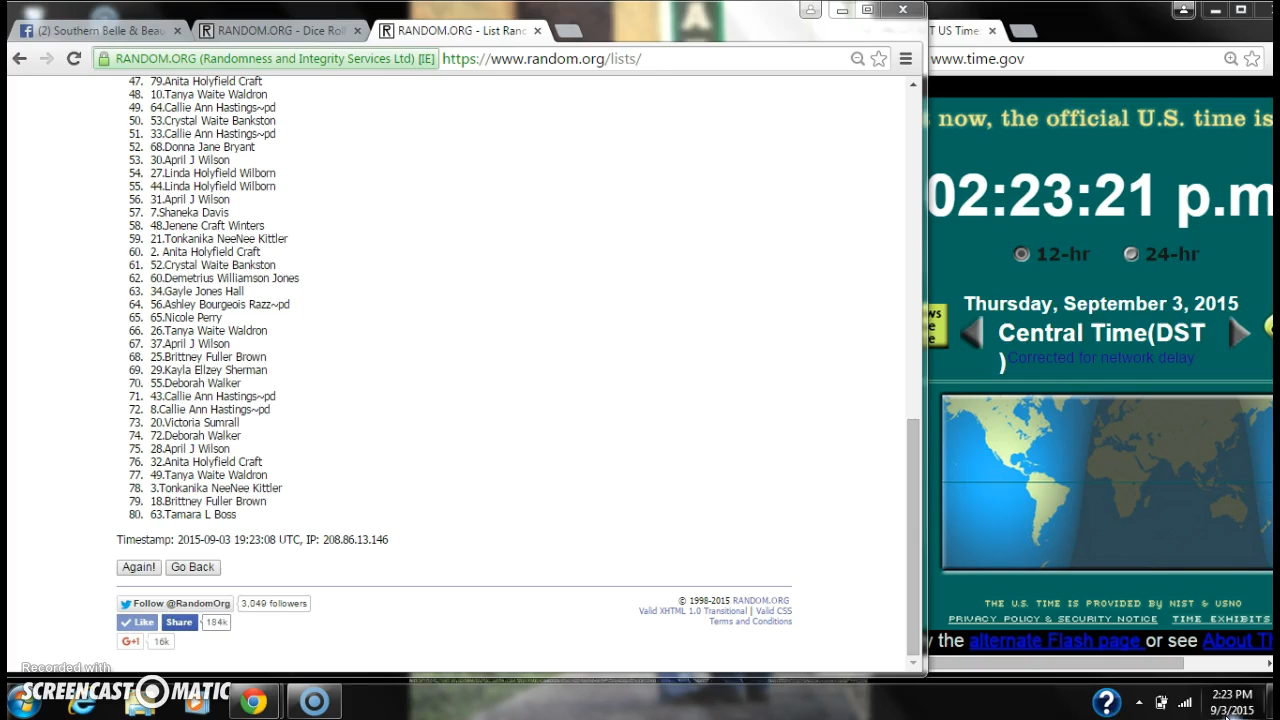 (2) Southern Belle & Beau
RANDOM.ORG - Dice Roll
RANDOM.ORG - List Ranc
T US Time
RANDOM.ORG (Randomness and Integrity Services Ltd) [IE]
https://www.random.org/lists/
www.time.gov
47. 79.Anita Holyfield Craft
48. 10.Tanya Waite Waldron
49. 64.Callie Ann Hastings~pd
50. 53.Crystal Waite Bankston
51. 33.Callie Ann Hastings~pd
52. 68.Donna Jane Bryant
53. 30.April J Wilson
54. 27.Linda Holyfield Wilborn
55. 44.Linda Holyfield Wilborn
56. 31.April J Wilson
57. 7.Shaneka Davis
58. 48.Jenene Craft Winters
59. 21.Tonkanika NeeNee Kittler
60. 2. Anita Holyfield Craft
61. 52.Crystal Waite Bankston
62. 60.Demetrius Williamson Jones
63. 34.Gayle Jones Hall
64. 56.Ashley Bourgeois Razz~pd
65. 65.Nicole Perry
66. 26.Tanya Waite Waldron
67. 37.April J Wilson
68. 25.Brittney Fuller Brown
69. 29.Kayla Ellzey Sherman
70. 55.Deborah Walker
71. 43.Callie Ann Hastings~pd
72. 8.Callie Ann Hastings~pd
73. 20.Victoria Sumrall
74. 72.Deborah Walker
75. 28.April J Wilson
76. 32.Anita Holyfield Craft
77. 49.Tanya Waite Waldron
78. 3.Tonkanika NeeNee Kittler
79. 18.Brittney Fuller Brown
80. 63.Tamara L Boss
Timestamp: 2015-09-03 19:23:08 UTC, IP: 208.86.13.146
Again! Go Back
Follow @RandomOrg 3,049 followers
Like Share 184k
G+1 16k
© 1998-2015 RANDOM.ORG
Valid XHTML 1.0 Transitional | Valid CSS
Terms and Conditions
now, the official U.S. time is
02:23:21 p.m
12-hr 24-hr
Thursday, September 3, 2015
Central Time(DST
)Corrected for network delay
ws
e
e
THE U.S. TIME IS PROVIDED By NIST & USNO
PRIVACY POLICY & SECURITY NOTICE TIME EXHIBITS
y the alternate Flash page or see About Th
Recorded with
SCREENCAST-O-MATIC
2:23 PM
9/3/2015